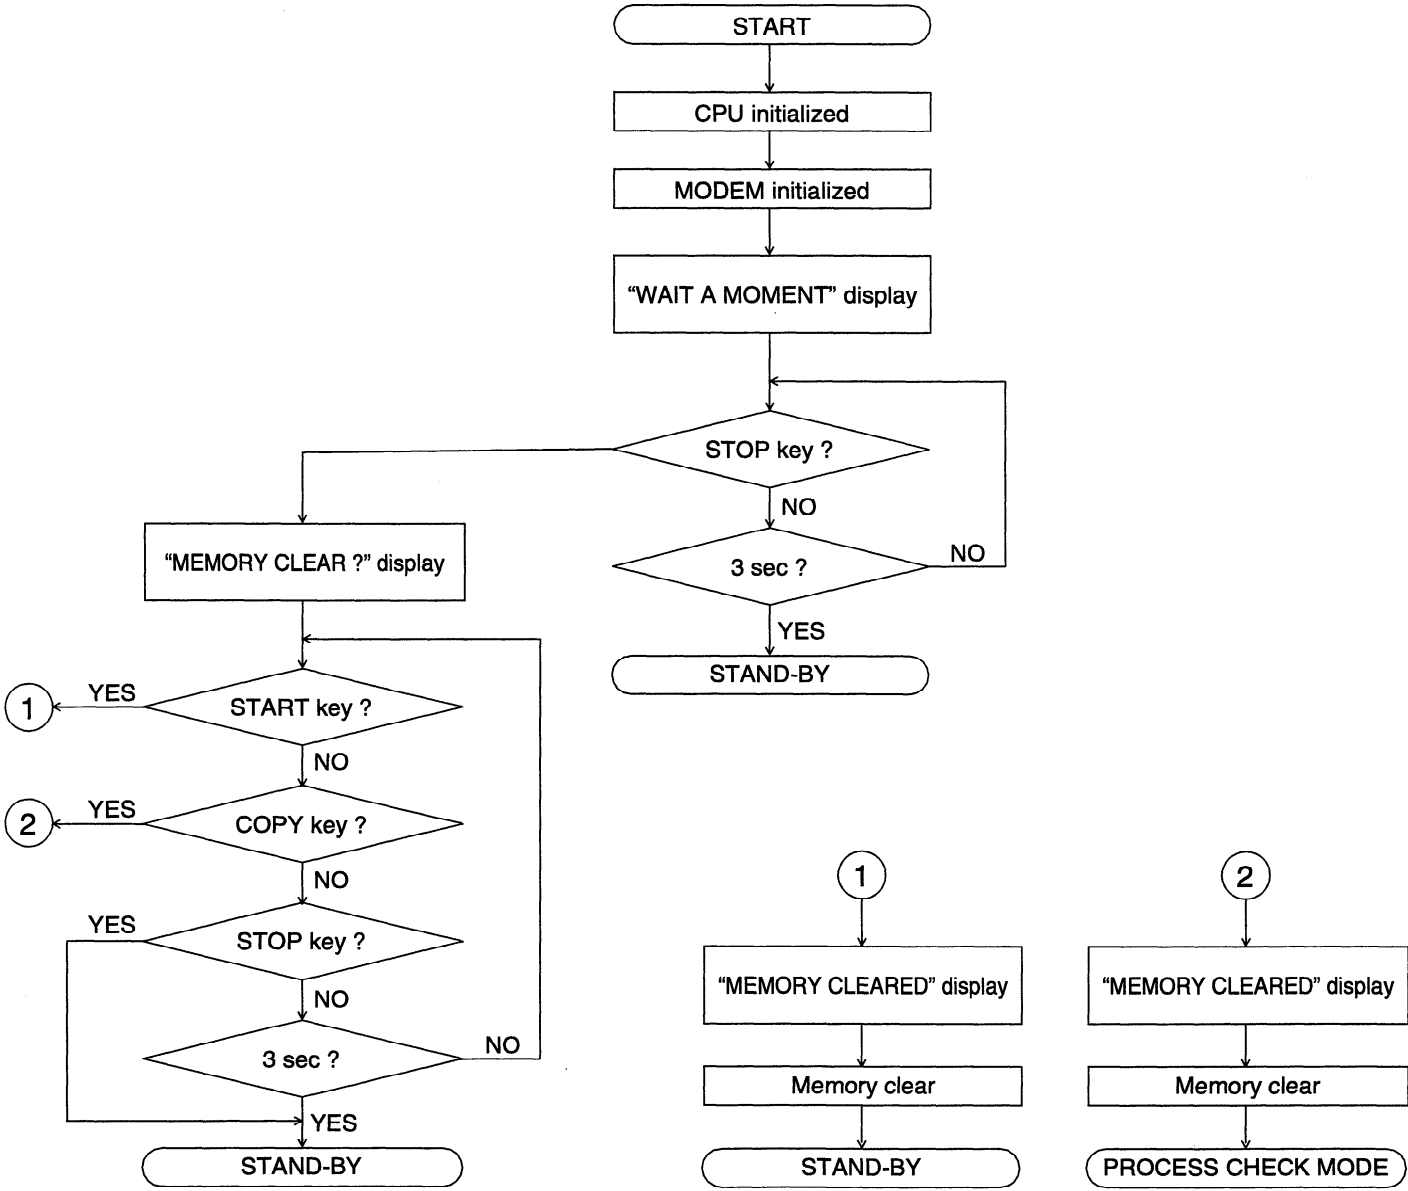 START
CPU initialized
MODEM initialized
“WAIT A MOMENT” display
STOP key ?
NO
3 sec ?
NO
YES
STAND-BY
“MEMORY CLEAR ?” display
START key ?
YES
1
NO
COPY key ?
YES
2
NO
STOP key ?
YES
NO
3 sec ?
NO
YES
STAND-BY
1
“MEMORY CLEARED” display
Memory clear
STAND-BY
2
“MEMORY CLEARED” display
Memory clear
PROCESS CHECK MODE